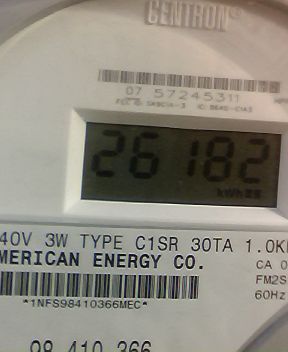 CENTRON®
07 57245311
26182
kWh
40V 3W TYPE C1SR 30TA 1.0K
MERICAN ENERGY CO.
CA 0
FM2S
60Hz
*1NFS98410366MEC*
98 410 366